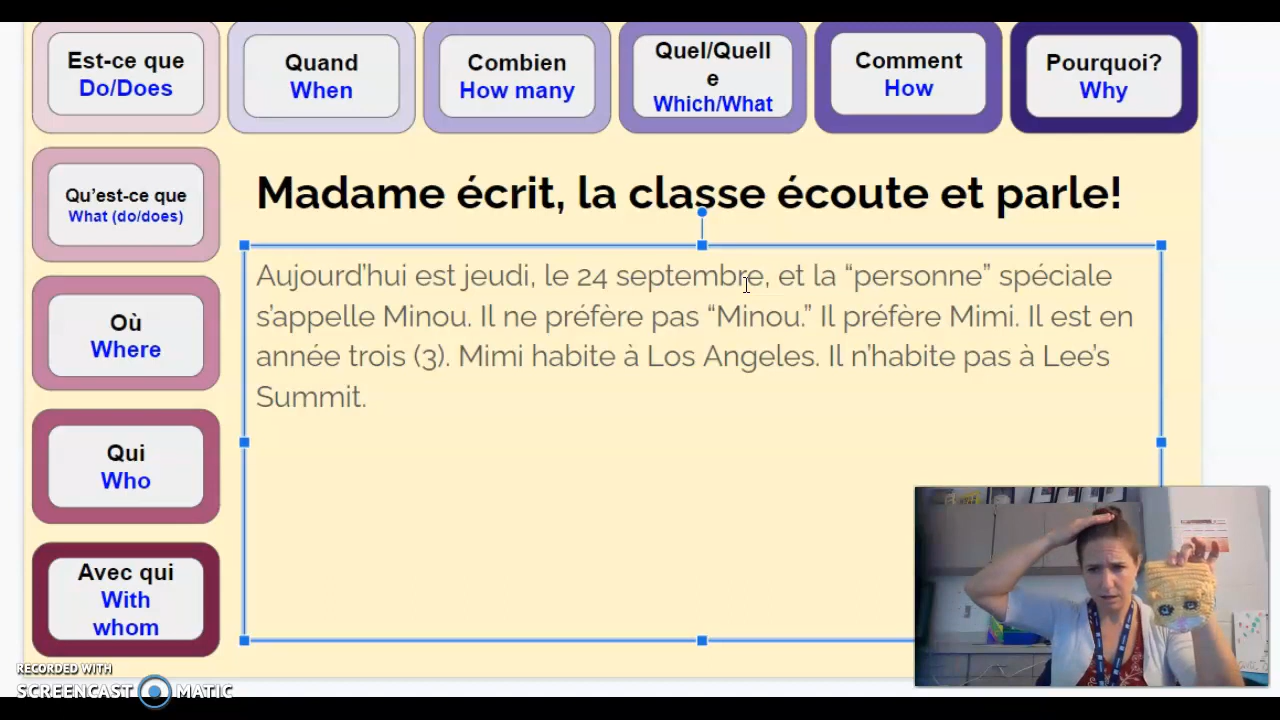 Est-ce que
Do/Does
Quand
When
Combien
How many
Quel/Quell
e
Which/What
Comment
How
Pourquoi?
Why
Qu'est-ce que
What (do/does)
Où
Where
Qui
Who
Avec qui
With
whom
Madame écrit, la classe écoute et parle!
Aujourd'hui est jeudi, le 24 septembre, et la “personne” spéciale
s'appelle Minou. Il ne préfère pas “Minou.” Il préfère Mimi. Il est en
année trois (3). Mimi habite à Los Angeles. Il n'habite pas à Lee's
Summit.
RECORDED WITH
SCREENCAST MATIC